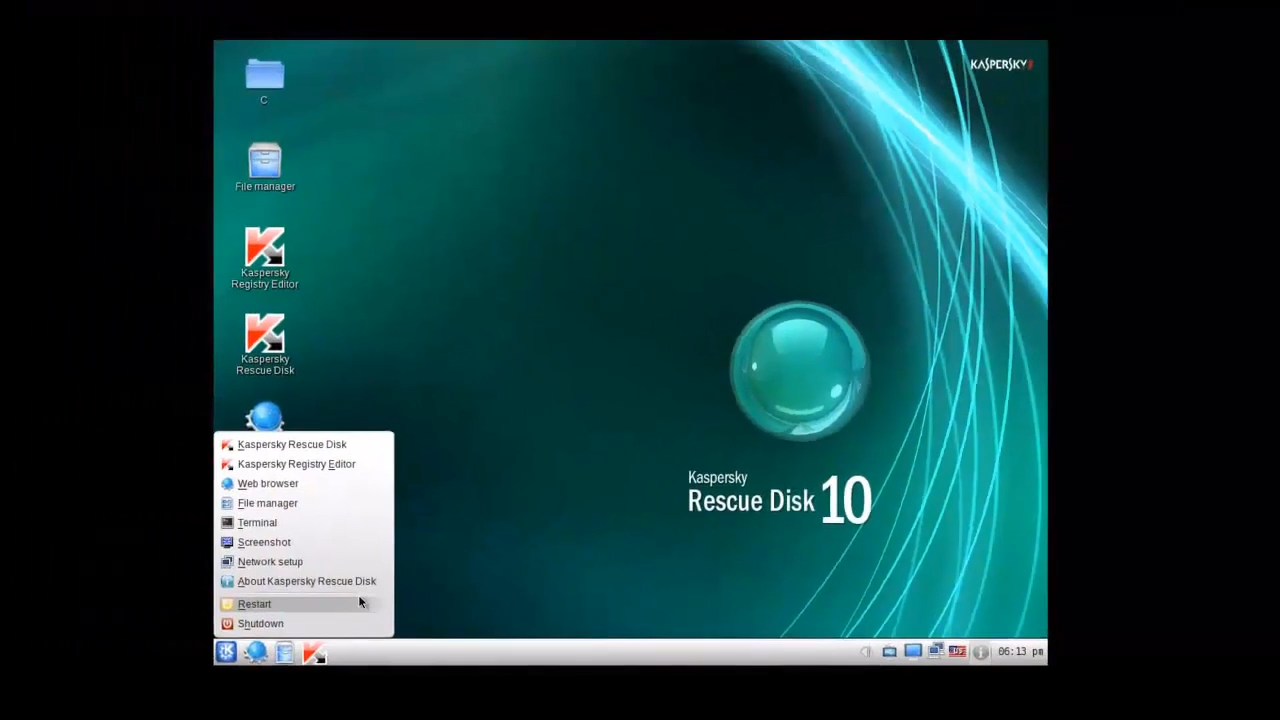 KASPERSKY
C
File manager
Kaspersky
Registry Editor
Kaspersky
Rescue Disk
Kaspersky Rescue Disk
Kaspersky Registry Editor
Web browser
File manager
Terminal
Screenshot
Network setup
About Kaspersky Rescue Disk
Restart
Shutdown
Kaspersky
Rescue Disk 10
US
06:13 pm